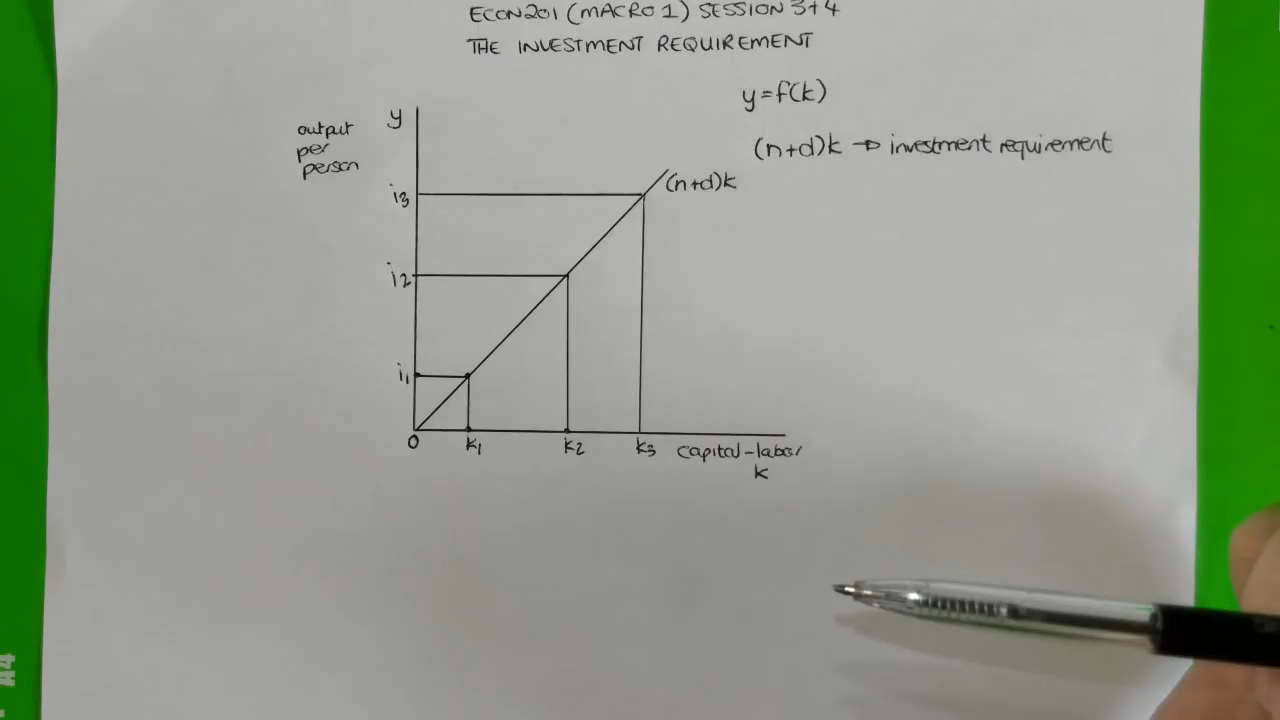 ECON201 (MACRO 1) SESSION 3+4
THE INVESTMENT REQUIREMENT
y=f(k)
(n+d)k → investment requirement
output
per
person
y
(n+d)k
i3
i2
i1
0
k1
k2
k3
capital-labor
k
A4